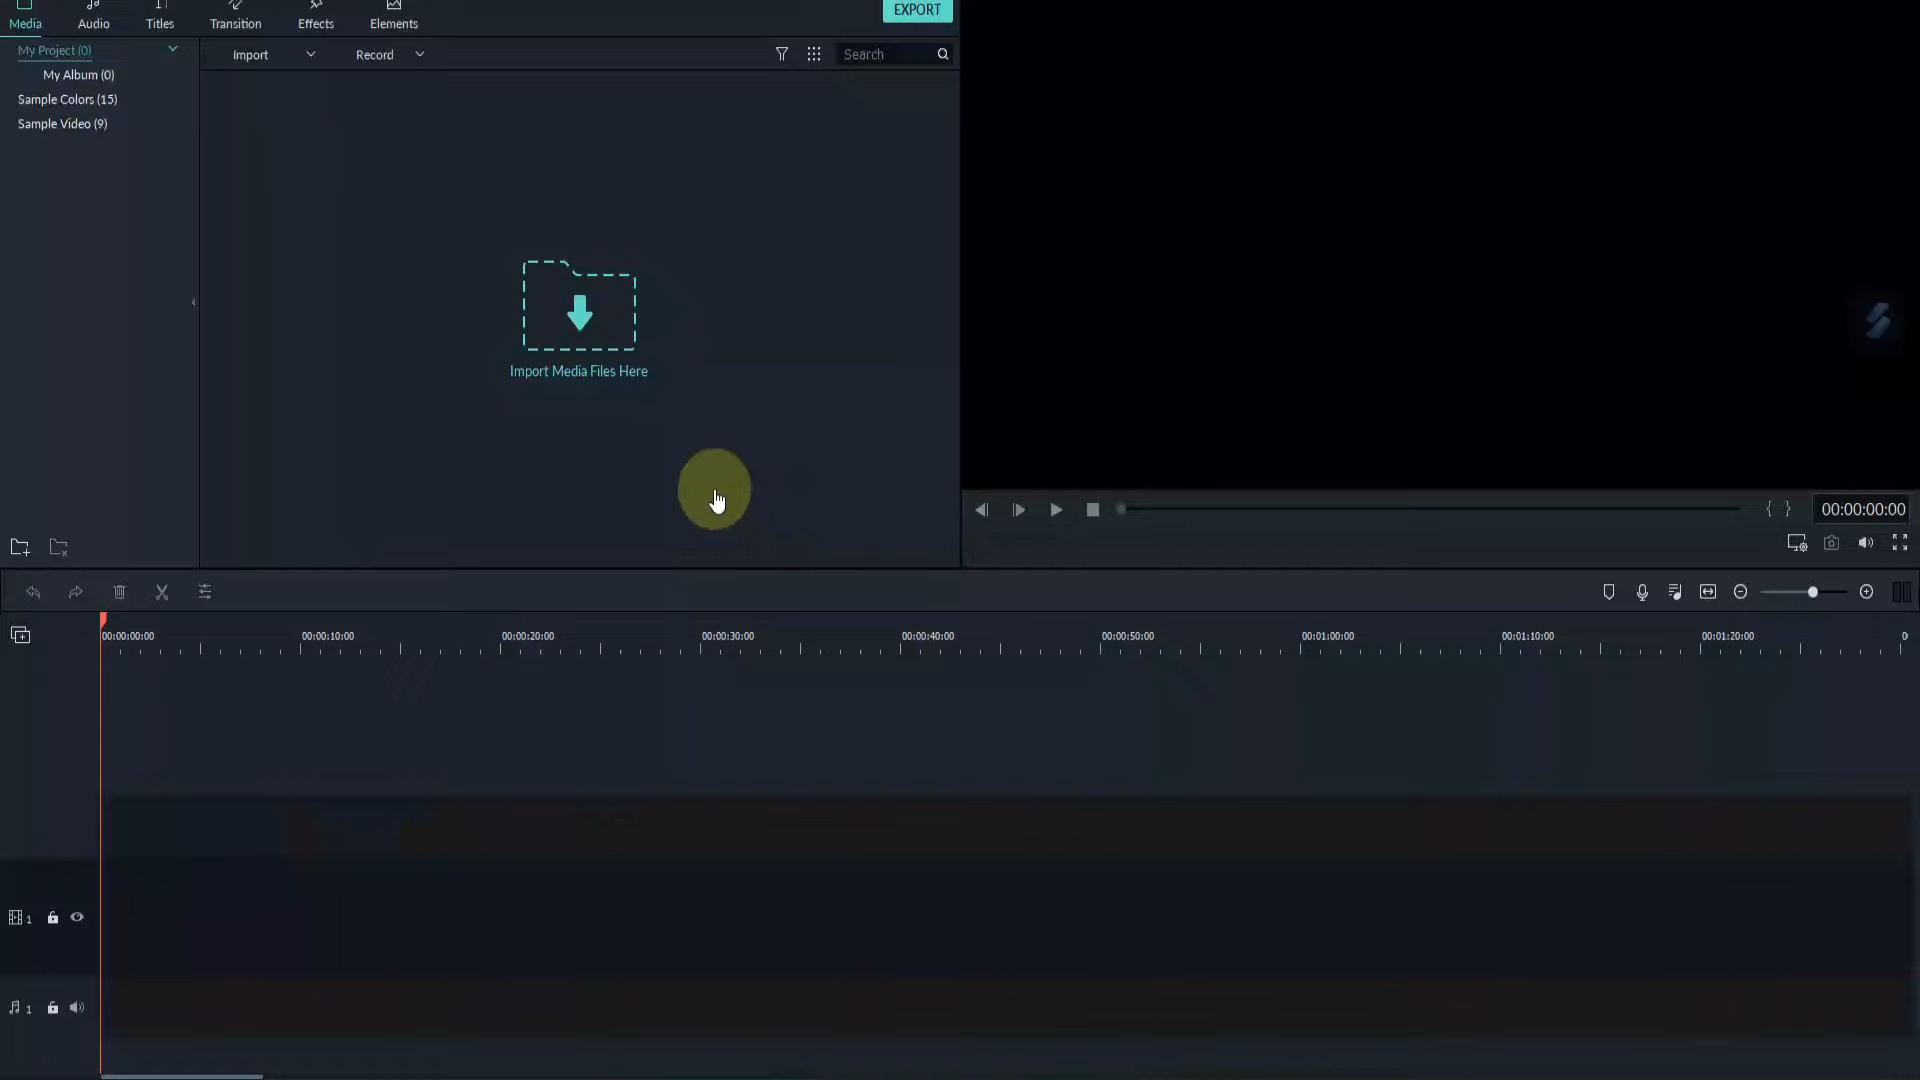 Media Audio Titles Transition Effects Elements EXPORT
My Project (0) Import Record Search
My Album (0)
Sample Colors (15)
Sample Video (9)
Import Media Files Here
{ } 00:00:00:00
00:00:00:00 00:00:10:00 00:00:20:00 00:00:30:00 00:00:40:00 00:00:50:00 00:01:00:00 00:01:10:00 00:01:20:00 0
1
1